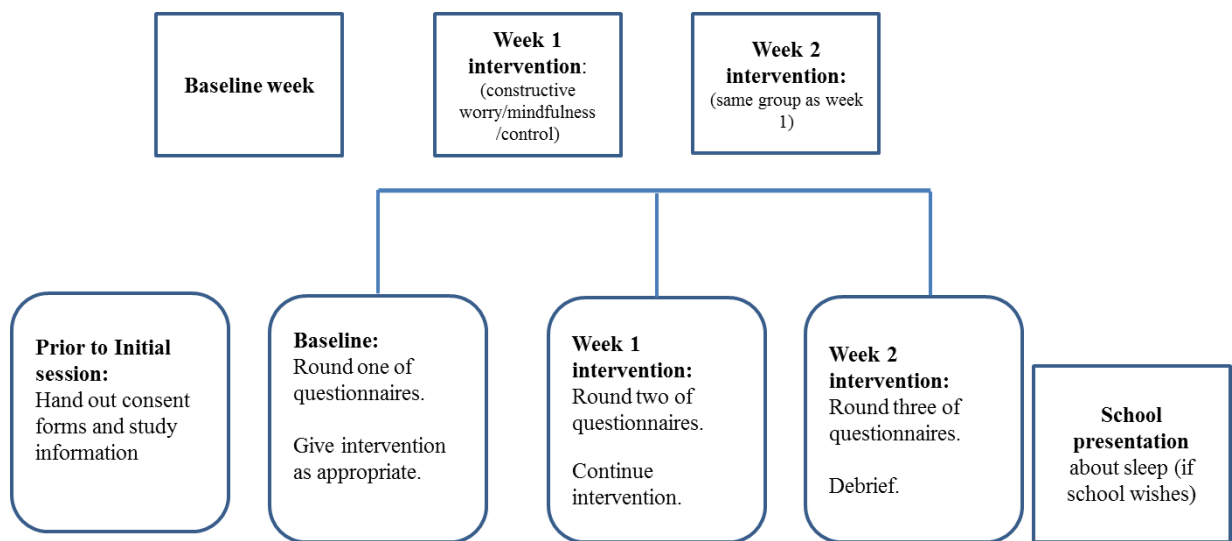 Baseline week
Week 1
intervention:
(constructive
worry/mindfulness
/control)
Week 2
intervention:
(same group as week
1)
Prior to Initial
session:
Hand out consent
forms and study
information
Baseline:
Round one of
questionnaires.
Give intervention
as appropriate.
Week 1
intervention:
Round two of
questionnaires.
Continue
intervention.
Week 2
intervention:
Round three of
questionnaires.
Debrief.
School
presentation
about sleep (if
school wishes)